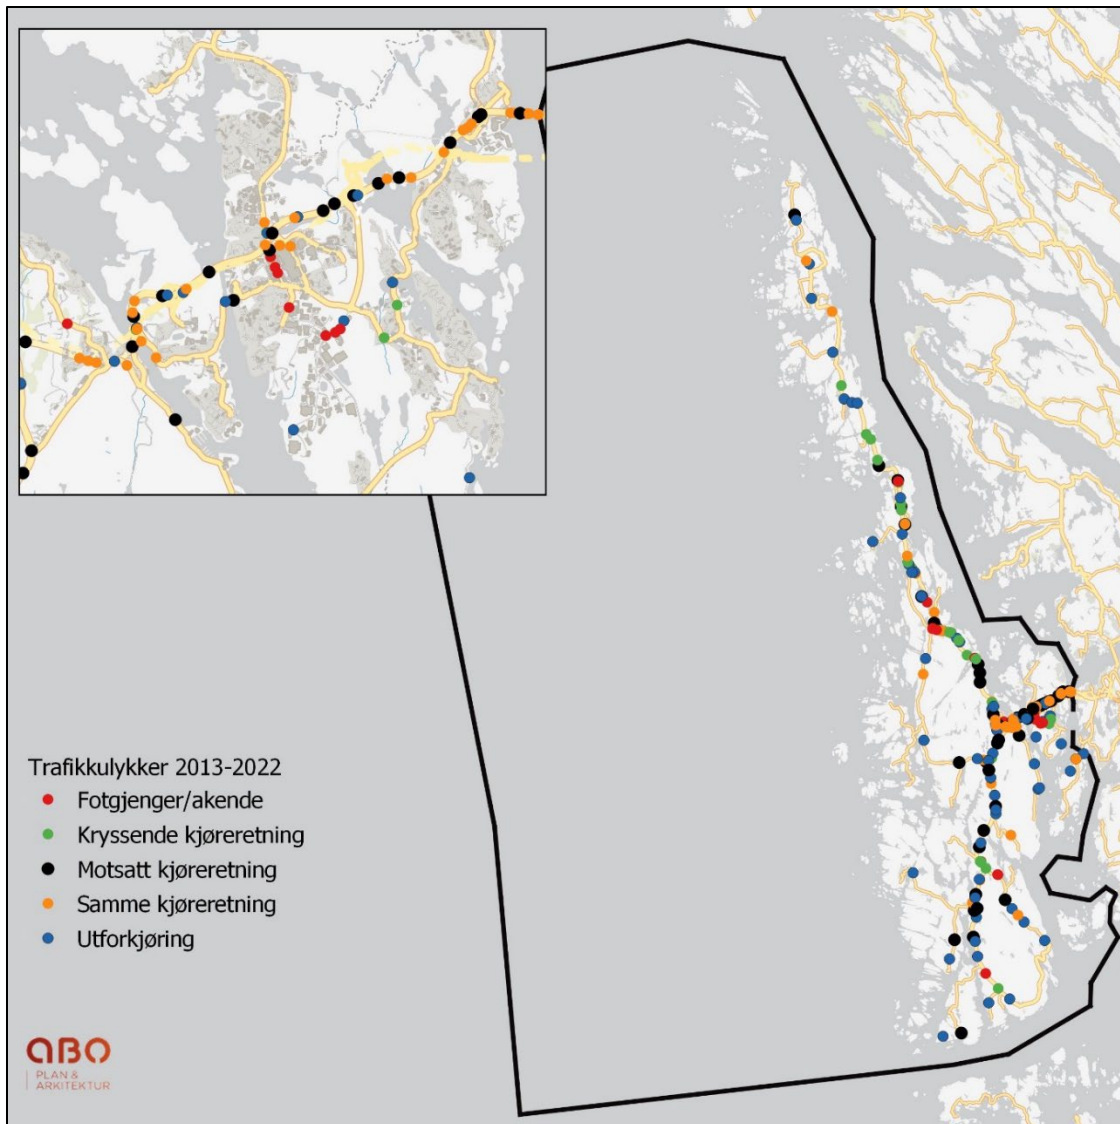 Trafikkulykker 2013-2022
Fotgjenger/akende
Kryssende kjøreretning
Motsatt kjøreretning
Samme kjøreretning
Utforkjøring
ABO
PLAN &
ARKITEKTUR